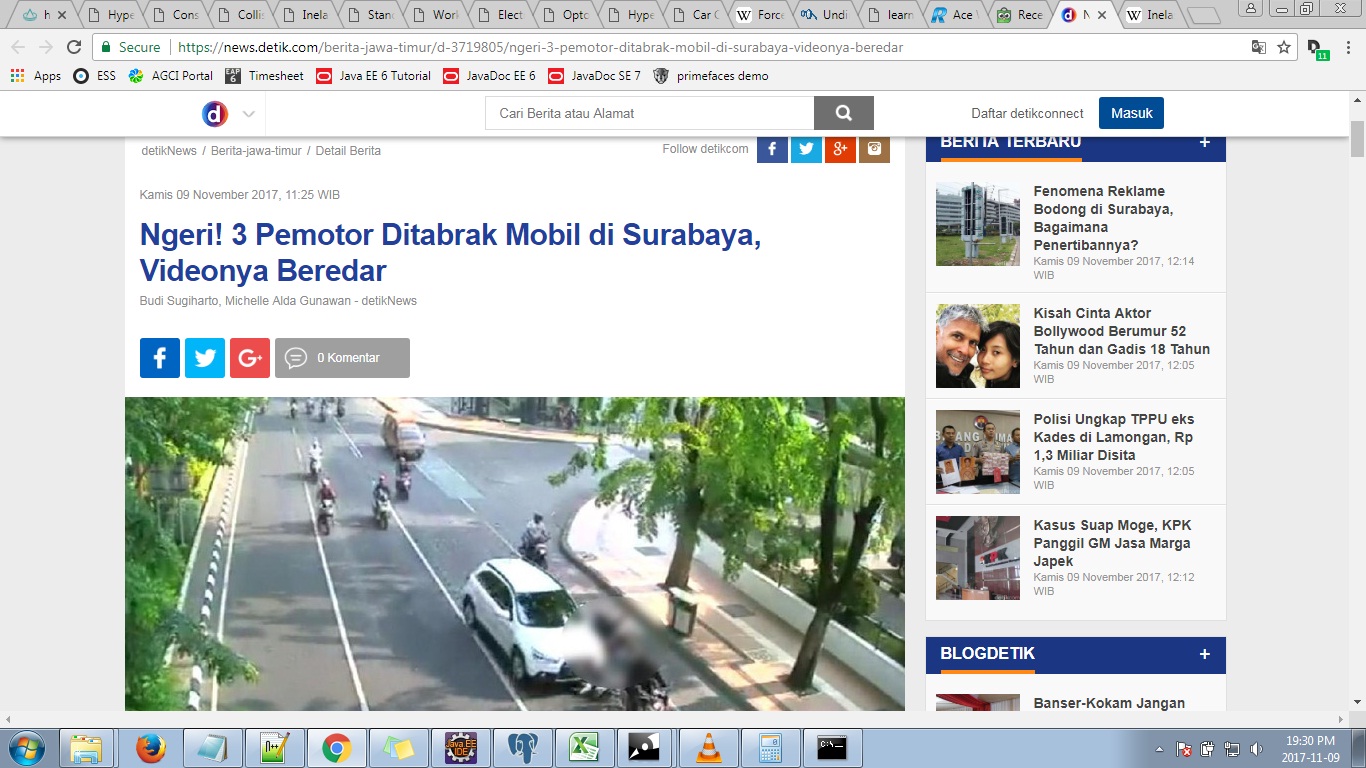 h
Hype
Cons
Collis
Inela
Stand
Work
Elect
Opto
Hype
Car C
Force
Undi
learn
Ace
Rece
Inela
Secure
https://news.detik.com/berita-jawa-timur/d-3719805/ngeri-3-pemotor-ditabrak-mobil-di-surabaya-videonya-beredar
11
Apps
ESS
AGCI Portal
EAP 6
Timesheet
Java EE 6 Tutorial
JavaDoc EE 6
JavaDoc SE 7
primefaces demo
d
Cari Berita atau Alamat
Daftar detikconnect
Masuk
detikNews / Berita-jawa-timur / Detail Berita
Follow detikcom
Kamis 09 November 2017, 11:25 WIB
Ngeri! 3 Pemotor Ditabrak Mobil di Surabaya,
Videonya Beredar
Budi Sugiharto, Michelle Alda Gunawan - detikNews
0 Komentar
BERITA TERBARU
+
Fenomena Reklame
Bodong di Surabaya,
Bagaimana
Penertibannya?
Kamis 09 November 2017, 12:14
WIB
Kisah Cinta Aktor
Bollywood Berumur 52
Tahun dan Gadis 18 Tahun
Kamis 09 November 2017, 12:05
WIB
Polisi Ungkap TPPU eks
Kades di Lamongan, Rp
1,3 Miliar Disita
Kamis 09 November 2017, 12:05
WIB
Kasus Suap Moge, KPK
Panggil GM Jasa Marga
Japek
Kamis 09 November 2017, 12:12
WIB
BLOGDETIK
+
Banser-Kokam Jangan
Java EE
IDE
C:\_
19:30 PM
2017-11-09